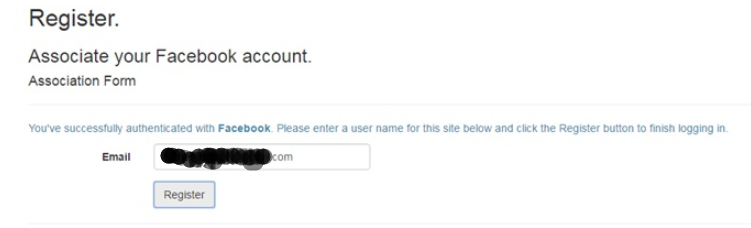 Register.
Associate your Facebook account.
Association Form
You've successfully authenticated with Facebook. Please enter a user name for this site below and click the Register button to finish logging in.
Email
com
Register